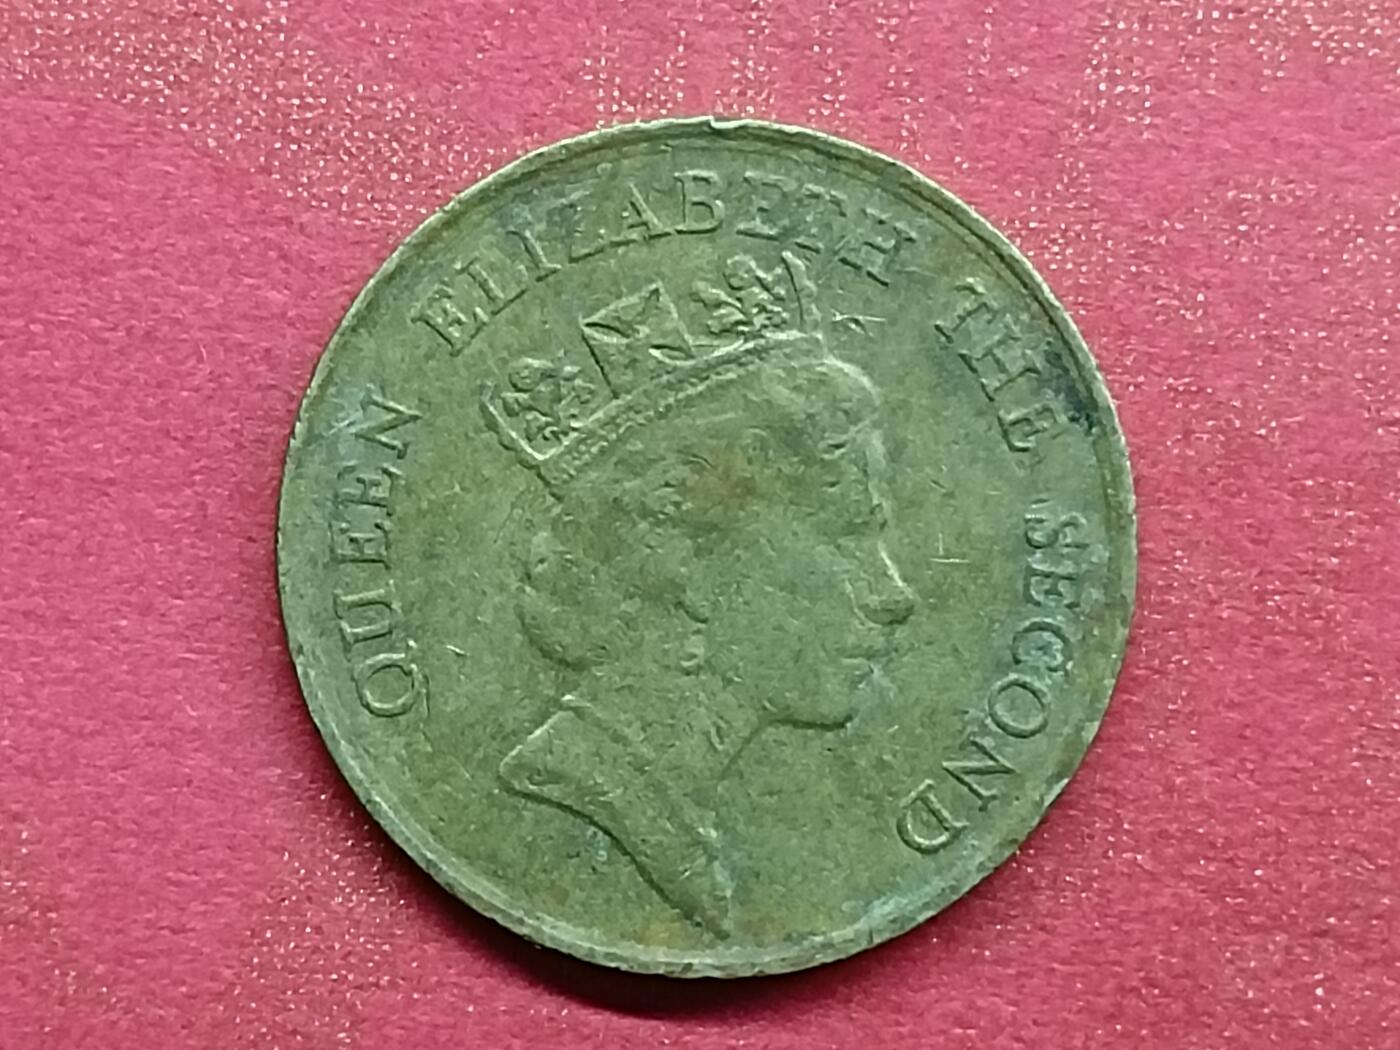 QUEEN ELIZABETH THE SECOND